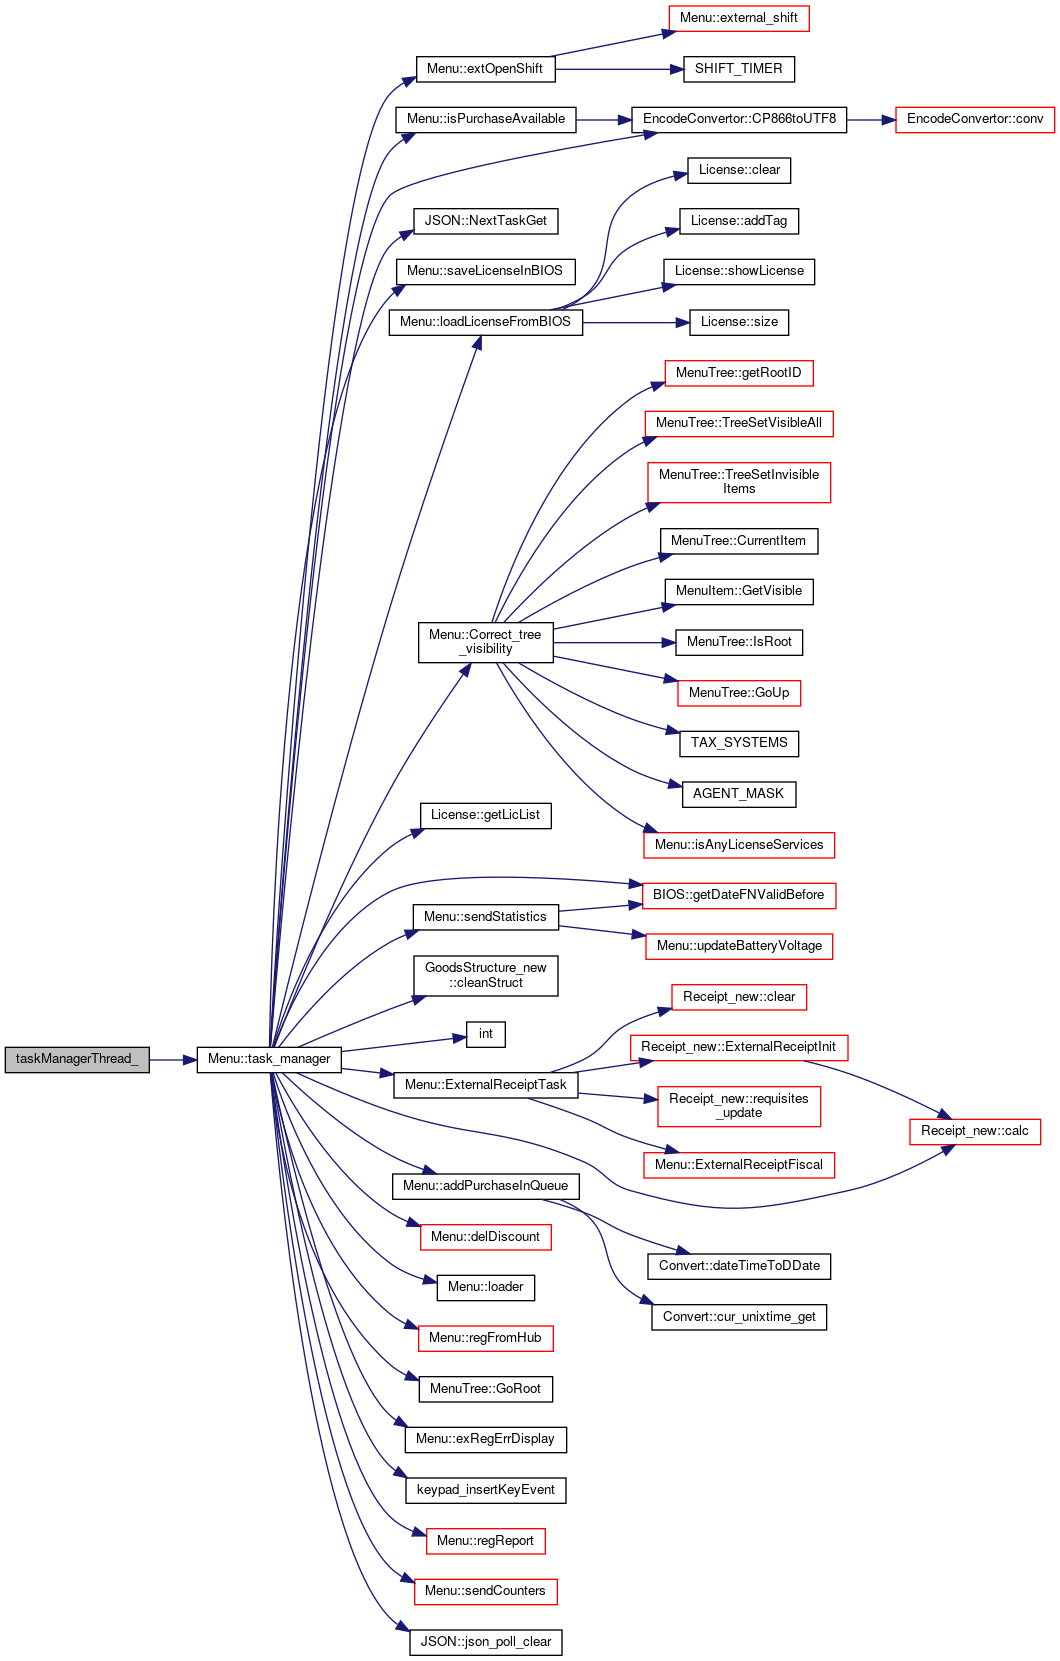 Menu::external_shift
Menu::extOpenShift
SHIFT_TIMER
Menu::isPurchaseAvailable
EncodeConvertor::CP866toUTF8
EncodeConvertor::conv
License::clear
JSON::NextTaskGet
License::addTag
Menu::saveLicenseInBIOS
License::showLicense
Menu::loadLicenseFromBIOS
License::size
MenuTree::getRootID
MenuTree::TreeSetVisibleAll
MenuTree::TreeSetInvisible
Items
MenuTree::CurrentItem
MenuItem::GetVisible
Menu::Correct_tree
_visibility
MenuTree::IsRoot
MenuTree::GoUp
TAX_SYSTEMS
AGENT_MASK
License::getLicList
Menu::isAnyLicenseServices
BIOS::getDateFNValidBefore
Menu::sendStatistics
Menu::updateBatteryVoltage
GoodsStructure_new
::cleanStruct
Receipt_new::clear
int
Receipt_new::ExternalReceiptInit
taskManagerThread_
Menu::task_manager
Menu::ExternalReceiptTask
Receipt_new::requisites
_update
Receipt_new::calc
Menu::ExternalReceiptFiscal
Menu::addPurchaseInQueue
Menu::delDiscount
Convert::dateTimeToDDate
Menu::loader
Convert::cur_unixtime_get
Menu::regFromHub
MenuTree::GoRoot
Menu::exRegErrDisplay
keypad_insertKeyEvent
Menu::regReport
Menu::sendCounters
JSON::json_poll_clear